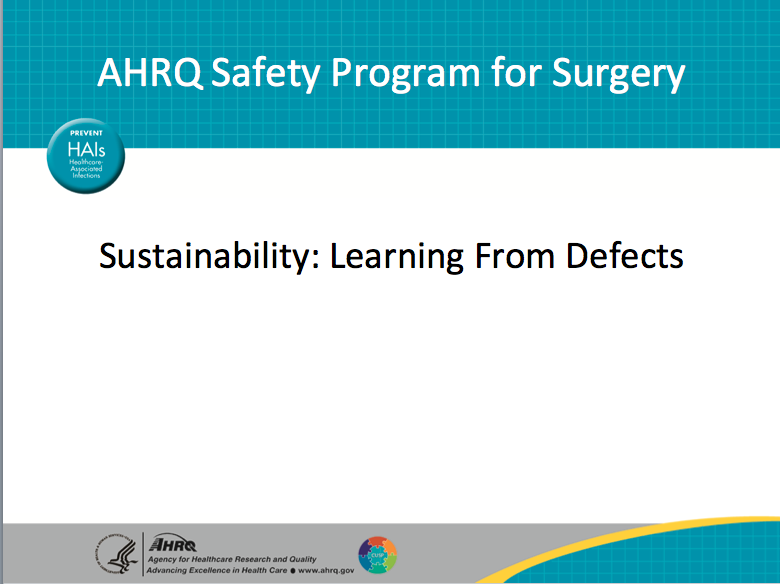 AHRQ Safety Program for Surgery
PREVENT
HAIs
Healthcare-
Associated
Infections
Sustainability: Learning From Defects
AHRQ
Agency for Healthcare Research and Quality
Advancing Excellence in Health Care ● www.ahrq.gov
CUSP